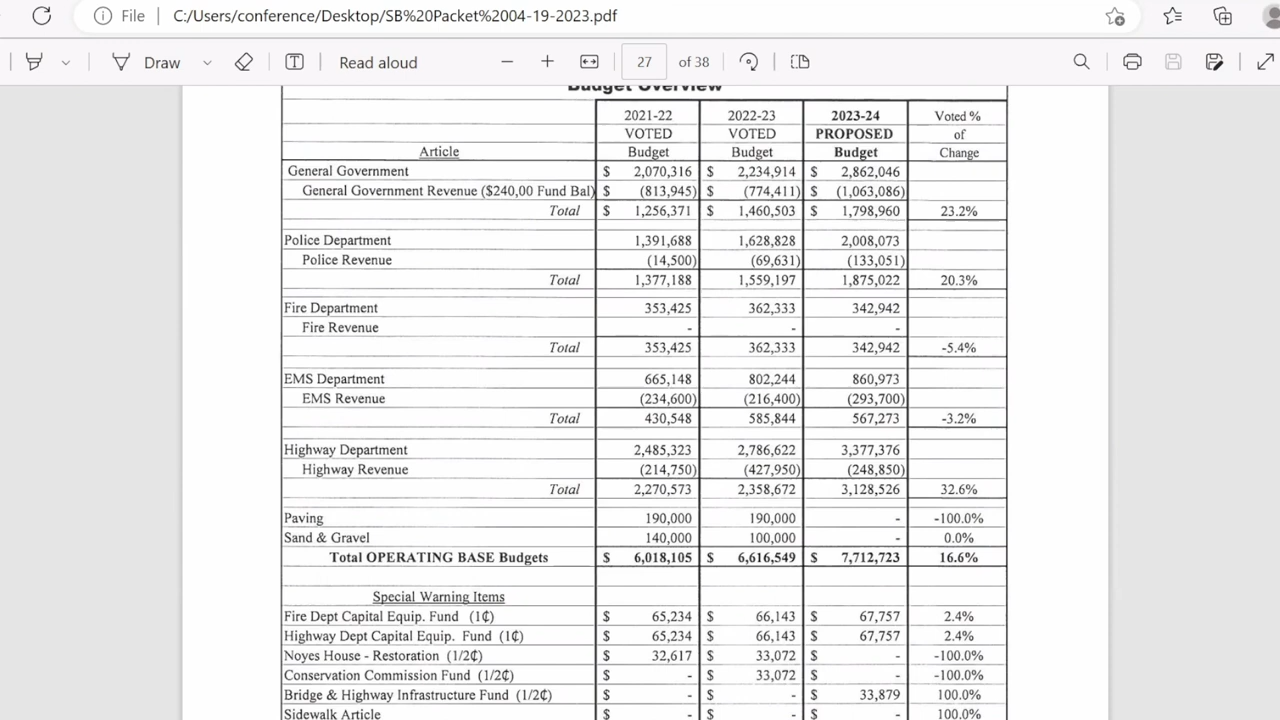 File C:/Users/conference/Desktop/SB%20Packet%2004-19-2023.pdf
Draw Read aloud 27 of 38
Budget Overview
2021-22 2022-23 2023-24 Voted %
VOTED VOTED PROPOSED of
Article Budget Budget Budget Change
General Government $ 2,070,316 $ 2,234,914 $ 2,862,046
General Government Revenue ($240,00 Fund Bal) $ (813,945) $ (774,411) $ (1,063,086)
Total $ 1,256,371 $ 1,460,503 $ 1,798,960 23.2%
Police Department 1,391,688 1,628,828 2,008,073
Police Revenue (14,500) (69,631) (133,051)
Total 1,377,188 1,559,197 1,875,022 20.3%
Fire Department 353,425 362,333 342,942
Fire Revenue - - -
Total 353,425 362,333 342,942 -5.4%
EMS Department 665,148 802,244 860,973
EMS Revenue (234,600) (216,400) (293,700)
Total 430,548 585,844 567,273 -3.2%
Highway Department 2,485,323 2,786,622 3,377,376
Highway Revenue (214,750) (427,950) (248,850)
Total 2,270,573 2,358,672 3,128,526 32.6%
Paving 190,000 190,000 - -100.0%
Sand & Gravel 140,000 100,000 - 0.0%
Total OPERATING BASE Budgets $ 6,018,105 $ 6,616,549 $ 7,712,723 16.6%
Special Warning Items
Fire Dept Capital Equip. Fund (1¢) $ 65,234 $ 66,143 $ 67,757 2.4%
Highway Dept Capital Equip. Fund (1¢) $ 65,234 $ 66,143 $ 67,757 2.4%
Noyes House - Restoration (1/2¢) $ 32,617 $ 33,072 $ - -100.0%
Conservation Commission Fund (1/2¢) $ - $ 33,072 $ - -100.0%
Bridge & Highway Infrastructure Fund (1/2¢) $ - $ - $ 33,879 100.0%
Sidewalk Article $ - $ - $ - 100.0%